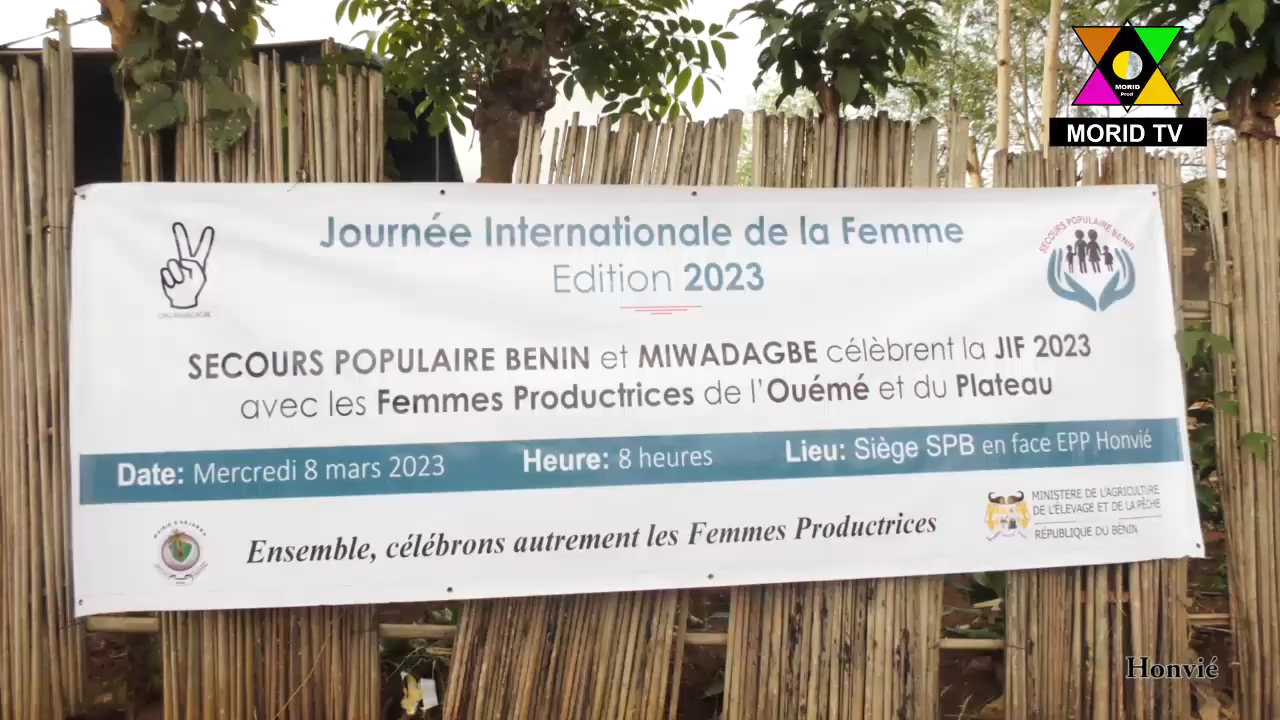 MORID
Prod
MORID TV
Journée Internationale de la Femme
Edition 2023
SECOURS POPULAIRE BENIN
SECOURS POPULAIRE BENIN et MIWADAGBE célèbrent la JIF 2023
avec les Femmes Productrices de l'Ouémé et du Plateau
Date: Mercredi 8 mars 2023 Heure: 8 heures Lieu: Siège SPB en face EPP Honvié
Ensemble, célébrons autrement les Femmes Productrices
MINISTERE DE L'AGRICULTURE
DE L'ÉLEVAGE ET DE LA PÊCHE
RÉPUBLIQUE DU BÉNIN
Honvié